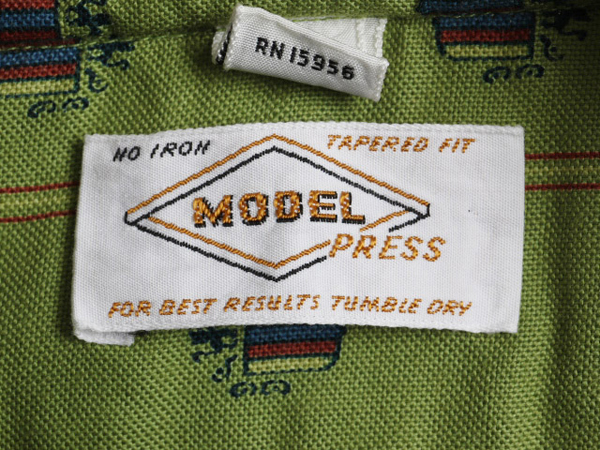 RN 15956
NO IRON
TAPERED FIT
MODEL
PRESS
FOR BEST RESULTS TUMBLE DRY